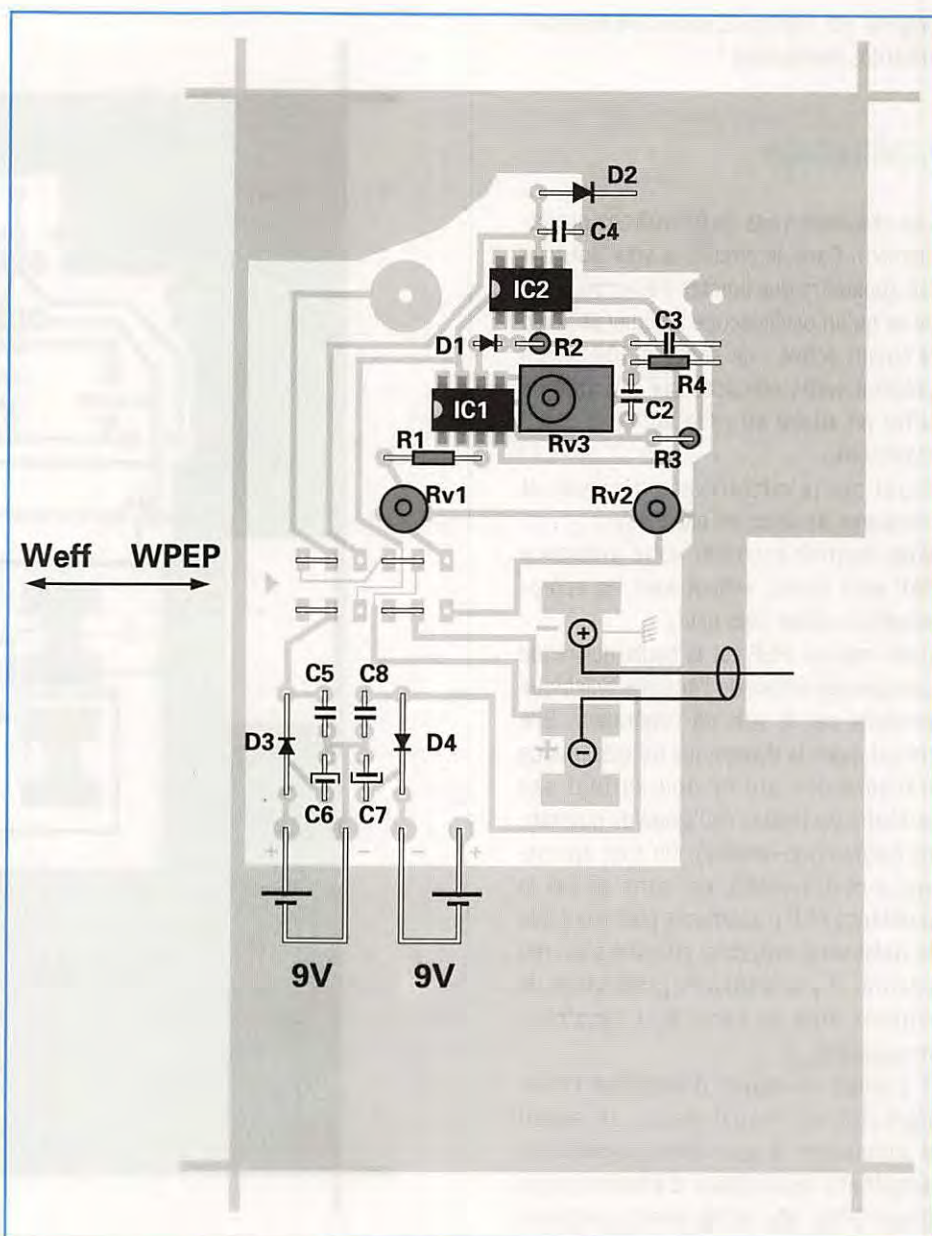 D2
C4
IC2
C3
D1
R2
R4
IC1
C2
Rv3
R1
R3
Rv1
Rv2
Weff WPEP
+
−
−
+
C5 C8
D3 D4
C6 C7
+ − − +
9V 9V